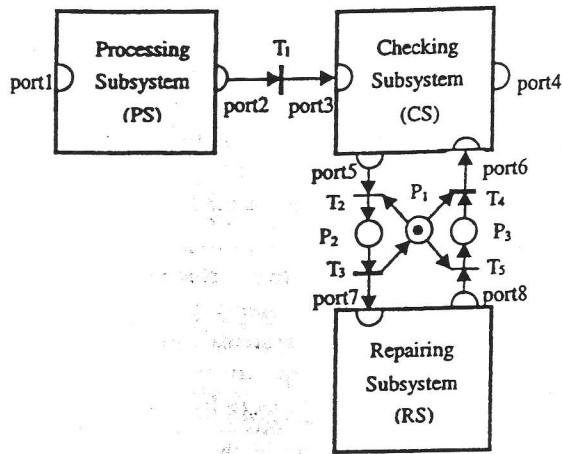 Processing
Subsystem
(PS)
port1
port2
T1
port3
Checking
Subsystem
(CS)
port4
port5
port6
T2
P1
T4
P2
P3
T3
T5
port7
port8
Repairing
Subsystem
(RS)